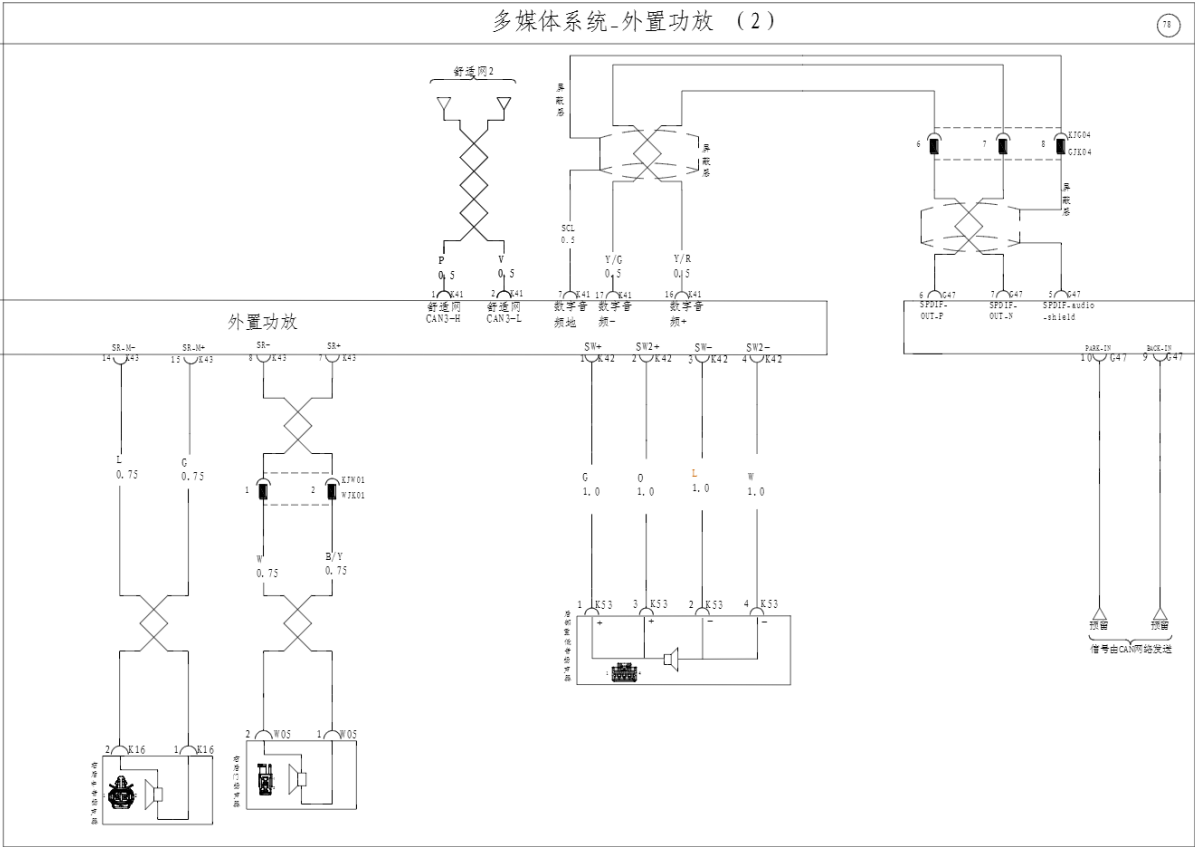 多媒体系统-外置功放 (2)
78
舒适网2
屏蔽层
屏蔽层
6
7
8
KJG04
GJK04
屏蔽层
SCL
0.5
P
0.5
V
0.5
Y/G
0.5
Y/R
0.5
1 K41
2 K41
7 K41
17 K41
16 K41
6 G47
7 G47
5 G47
舒适网
CAN3-H
舒适网
CAN3-L
数字音
频地
数字音
频-
数字音
频+
SPDIF-
OUT-P
SPDIF-
OUT-N
SPDIF-audio
-shield
外置功放
SR-M-
14 K43
SR-M+
15 K43
SR-
8 K43
SR+
7 K43
SW+
1 K42
SW2+
2 K42
SW-
3 K42
SW2-
4 K42
PARK-IN
10 G47
BACK-IN
9 G47
L
0.75
G
0.75
1
2
KJW01
WJK01
W
0.75
B/Y
0.75
G
1.0
O
1.0
L
1.0
W
1.0
1 K53
3 K53
2 K53
4 K53
+
+
-
-
预留
预留
信号由CAN网络发送
2 K16
1 K16
2 W05
1 W05